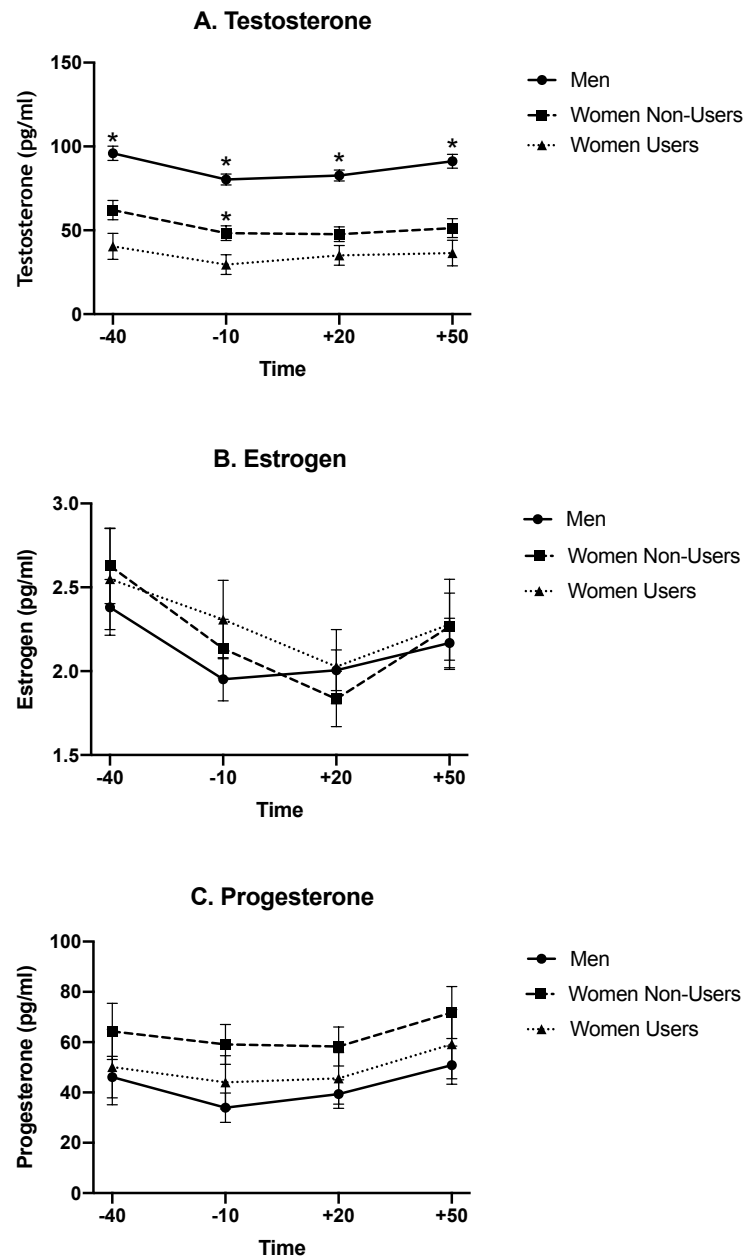 A. Testosterone
150
100
50
0
Testosterone (pg/ml)
* * * *
*
-40 -10 +20 +50
Time
Men
Women Non-Users
Women Users
B. Estrogen
3.0
2.5
2.0
1.5
Estrogen (pg/ml)
-40 -10 +20 +50
Time
Men
Women Non-Users
Women Users
C. Progesterone
100
80
60
40
20
0
Progesterone (pg/ml)
-40 -10 +20 +50
Time
Men
Women Non-Users
Women Users